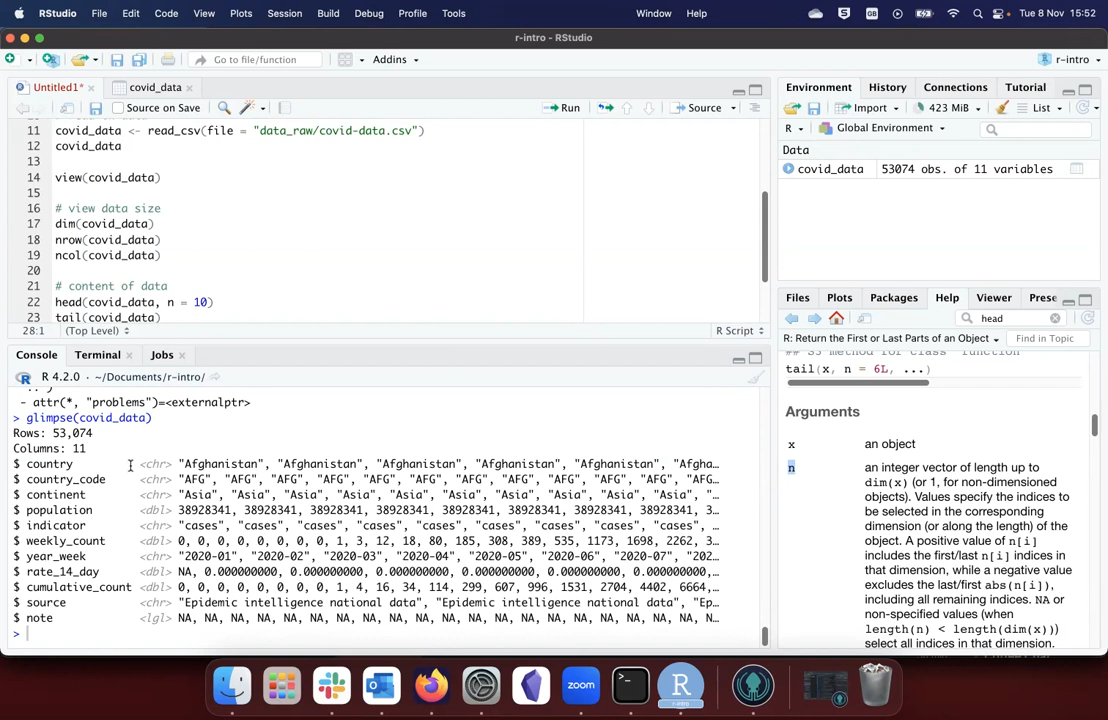 RStudio File Edit Code View Plots Session Build Debug Profile Tools Window Help Tue 8 Nov 15:52
r-intro - RStudio
Go to file/function Addins r-intro
Untitled1* covid_data
Source on Save Run Source
11 covid_data <- read_csv(file = "data_raw/covid-data.csv")
12 covid_data
13
14 view(covid_data)
15
16 # view data size
17 dim(covid_data)
18 nrow(covid_data)
19 ncol(covid_data)
20
21 # content of data
22 head(covid_data, n = 10)
23 tail(covid_data)
28:1 (Top Level) R Script
Console Terminal Jobs
R 4.2.0 · ~/Documents/r-intro/
- attr(*, "problems")=<externalptr>
> glimpse(covid_data)
Rows: 53,074
Columns: 11
$ country <chr> "Afghanistan", "Afghanistan", "Afghanistan", "Afghanistan", "Afghanistan", "Afgha…
$ country_code <chr> "AFG", "AFG", "AFG", "AFG", "AFG", "AFG", "AFG", "AFG", "AFG", "AFG", "AFG", "AFG…
$ continent <chr> "Asia", "Asia", "Asia", "Asia", "Asia", "Asia", "Asia", "Asia", "Asia", "Asia", "…
$ population <dbl> 38928341, 38928341, 38928341, 38928341, 38928341, 38928341, 38928341, 38928341, 3…
$ indicator <chr> "cases", "cases", "cases", "cases", "cases", "cases", "cases", "cases", "cases", …
$ weekly_count <dbl> 0, 0, 0, 0, 0, 0, 1, 3, 12, 18, 80, 185, 308, 389, 535, 1173, 1698, 2262, 3…
$ year_week <chr> "2020-01", "2020-02", "2020-03", "2020-04", "2020-05", "2020-06", "2020-07", "202…
$ rate_14_day <dbl> NA, 0.000000000, 0.000000000, 0.000000000, 0.000000000, 0.000000000, 0.000000000,…
$ cumulative_count <dbl> 0, 0, 0, 0, 0, 0, 1, 4, 16, 34, 114, 299, 607, 996, 1531, 2704, 4402, 6664,…
$ source <chr> "Epidemic intelligence national data", "Epidemic intelligence national data", "Ep…
$ note <lgl> NA, NA, NA, NA, NA, NA, NA, NA, NA, NA, NA, NA, NA, NA, NA, NA, NA, NA, NA, NA, N…
>
Environment History Connections Tutorial
Import 423 MiB List
R Global Environment
Data
covid_data 53074 obs. of 11 variables
Files Plots Packages Help Viewer Prese
head
R: Return the First or Last Parts of an Object Find in Topic
## S3 method for class 'function'
tail(x, n = 6L, ...)
Arguments
x an object
n an integer vector of length up to
dim(x) (or 1, for non-dimensioned
objects). Values specify the indices to
be selected in the corresponding
dimension (or along the length) of the
object. A positive value of n[i]
includes the first/last n[i] indices in
that dimension, while a negative value
excludes the last/first abs(n[i]),
including all remaining indices. NA or
non-specified values (when
length(n) < length(dim(x)))
select all indices in that dimension.
zoom
R
r-intro